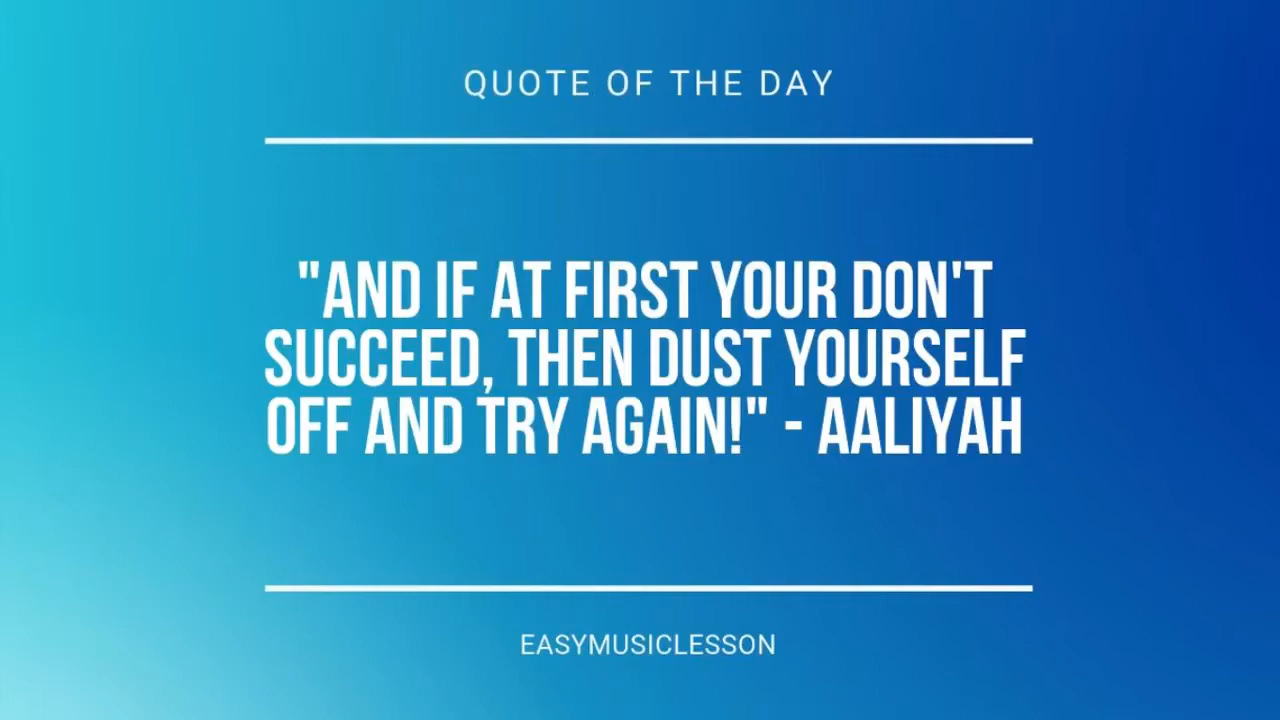 QUOTE OF THE DAY
"AND IF AT FIRST YOUR DON'T
SUCCEED, THEN DUST YOURSELF
OFF AND TRY AGAIN!" - AALIYAH
EASYMUSICLESSON